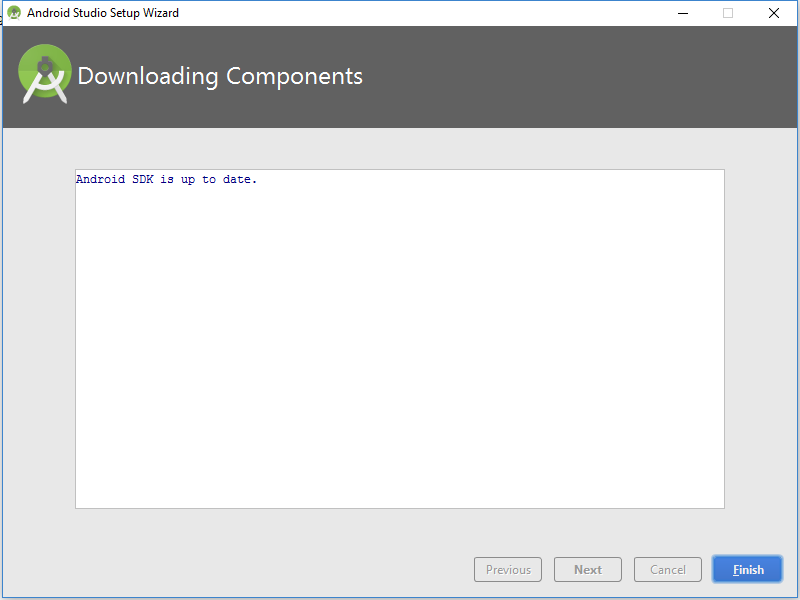 Android Studio Setup Wizard
Downloading Components
Android SDK is up to date.
Previous
Next
Cancel
Finish